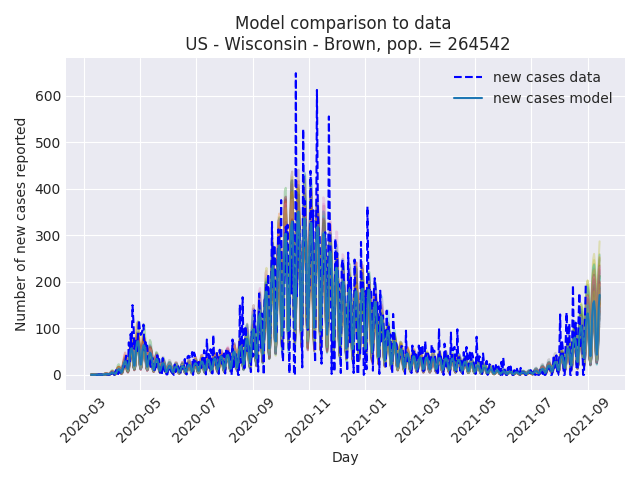 Model comparison to data
US - Wisconsin - Brown, pop. = 264542
new cases data
new cases model
Number of new cases reported
600
500
400
300
200
100
0
2020-03
2020-05
2020-07
2020-09
2020-11
2021-01
2021-03
2021-05
2021-07
2021-09
Day